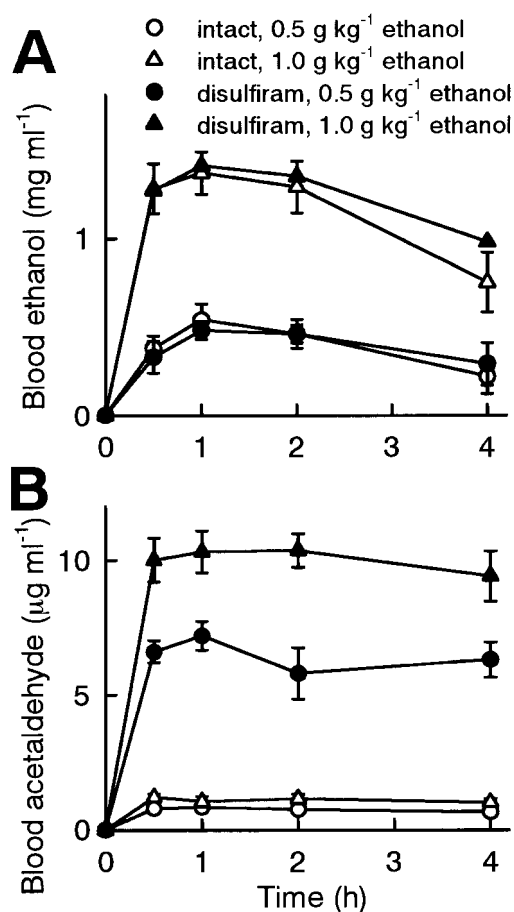 A
intact, 0.5 g kg⁻¹ ethanol
intact, 1.0 g kg⁻¹ ethanol
disulfiram, 0.5 g kg⁻¹ ethanol
disulfiram, 1.0 g kg⁻¹ ethanol
Blood ethanol (mg ml⁻¹)
1
0
0 1 2 3 4
B
Blood acetaldehyde (μg ml⁻¹)
10
5
0
0 1 2 3 4
Time (h)